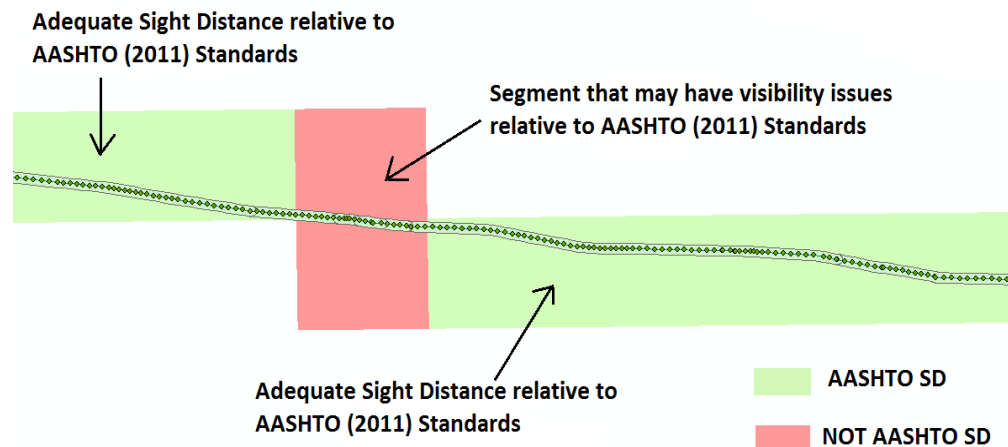 Adequate Sight Distance relative to
AASHTO (2011) Standards
Segment that may have visibility issues
relative to AASHTO (2011) Standards
Adequate Sight Distance relative to
AASHTO (2011) Standards
AASHTO SD
NOT AASHTO SD